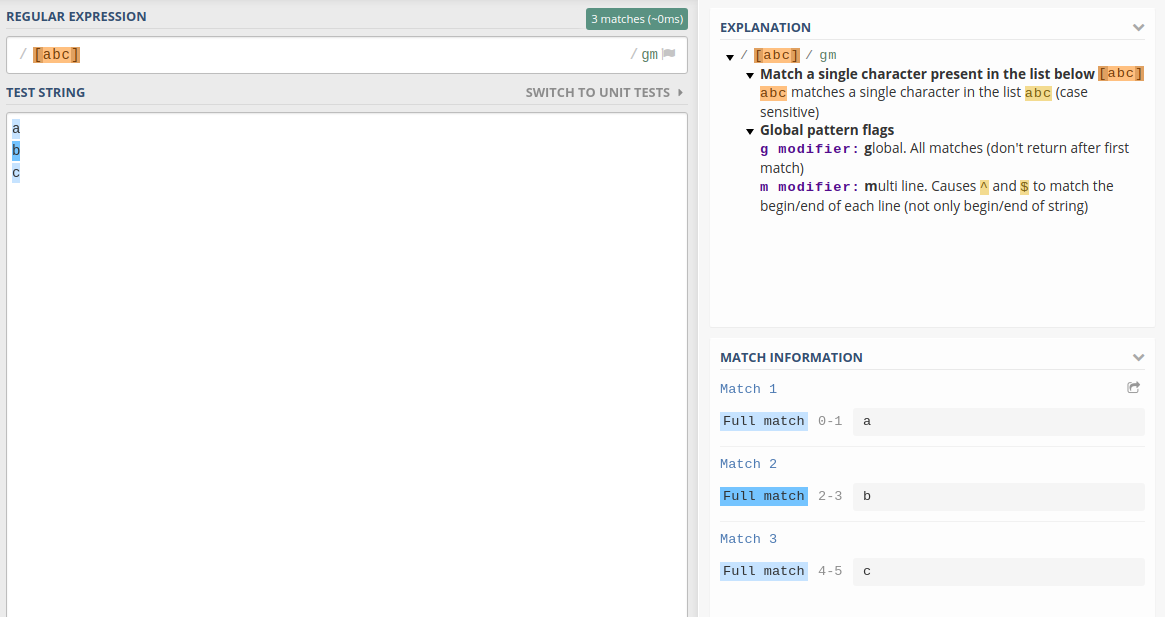 REGULAR EXPRESSION
3 matches (~0ms)
/ [abc] / gm
TEST STRING
SWITCH TO UNIT TESTS
a
b
c
EXPLANATION
/ [abc] / gm
Match a single character present in the list below [abc]
abc matches a single character in the list abc (case
sensitive)
Global pattern flags
g modifier: global. All matches (don't return after first
match)
m modifier: multi line. Causes ^ and $ to match the
begin/end of each line (not only begin/end of string)
MATCH INFORMATION
Match 1
Full match 0-1 a
Match 2
Full match 2-3 b
Match 3
Full match 4-5 c